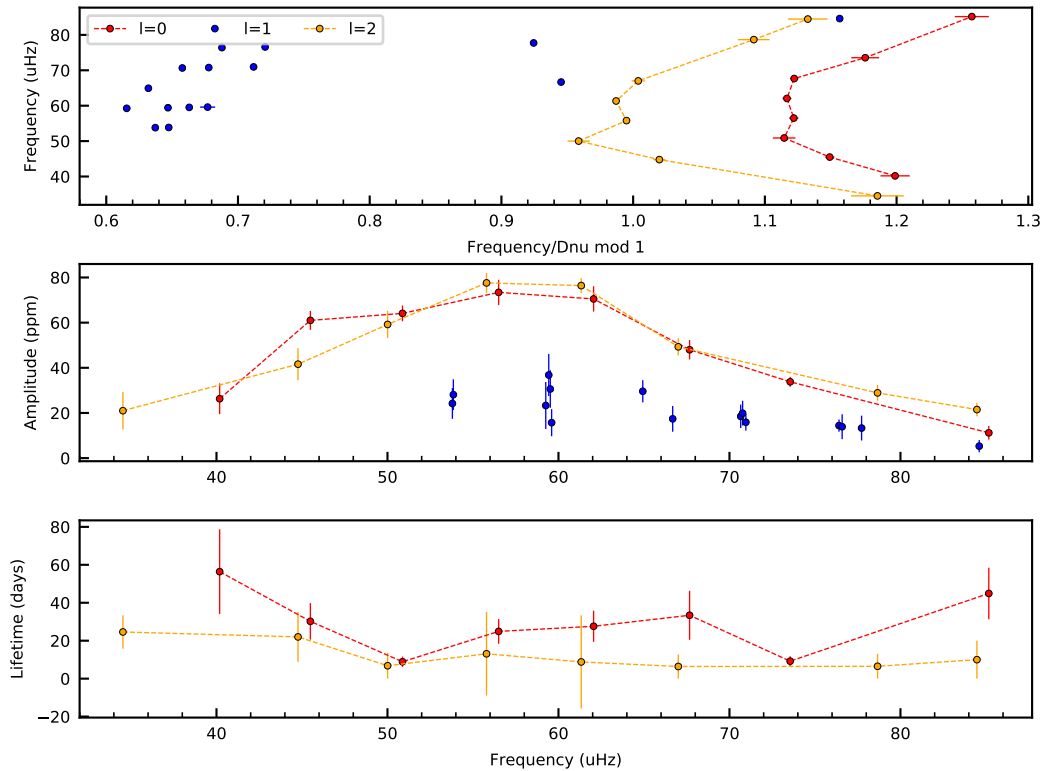 l=0 l=1 l=2
80
70
60
50
40
Frequency (uHz)
0.6 0.7 0.8 0.9 1.0 1.1 1.2 1.3
Frequency/Dnu mod 1
80
60
40
20
0
Amplitude (ppm)
40 50 60 70 80
80
60
40
20
0
−20
Lifetime (days)
40 50 60 70 80
Frequency (uHz)